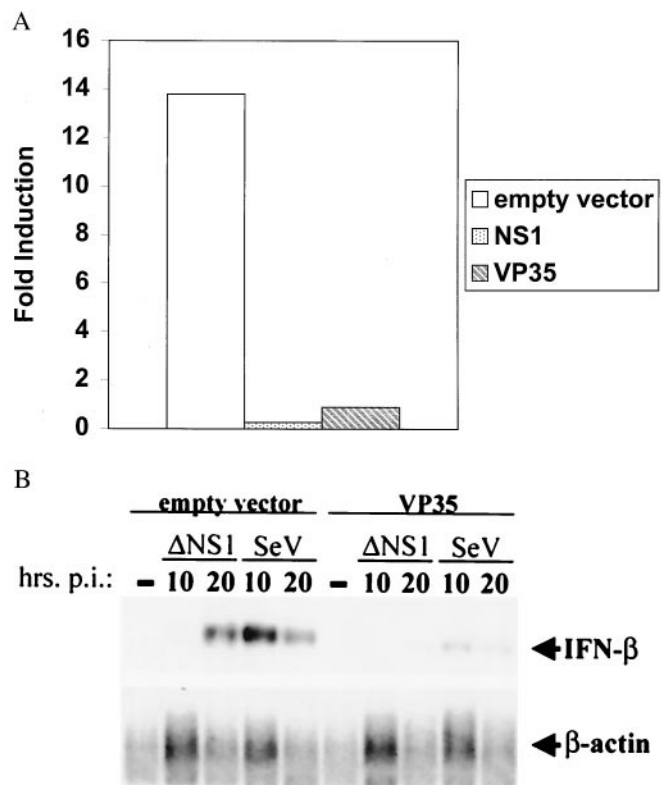 A
16
14
12
10
8
6
4
2
0
Fold Induction
empty vector
NS1
VP35
B
empty vector VP35
ΔNS1 SeV ΔNS1 SeV
hrs. p.i.: - 10 20 10 20 - 10 20 10 20
IFN-β
β-actin